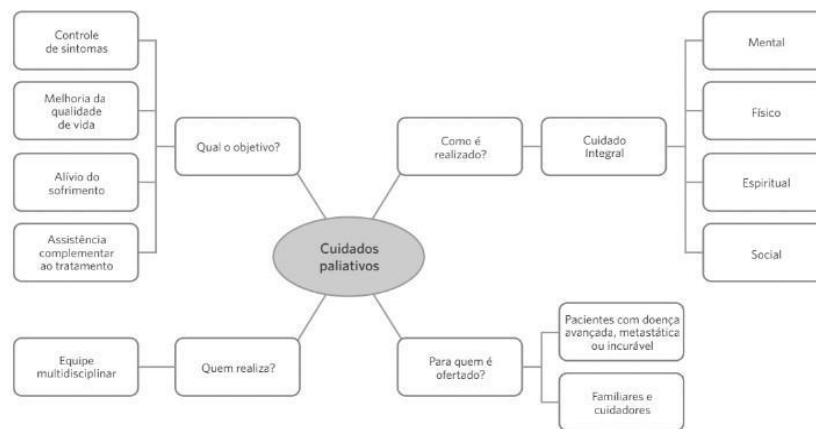 Controle
de sintomas
Melhoria da
qualidade
de vida
Alívio do
sofrimento
Assistência
complementar
ao tratamento
Qual o objetivo?
Como é
realizado?
Cuidado
Integral
Mental
Físico
Espiritual
Social
Cuidados
paliativos
Equipe
multidisciplinar
Quem realiza?
Para quem é
ofertado?
Pacientes com doença
avançada, metastática
ou incurável
Familiares e
cuidadores